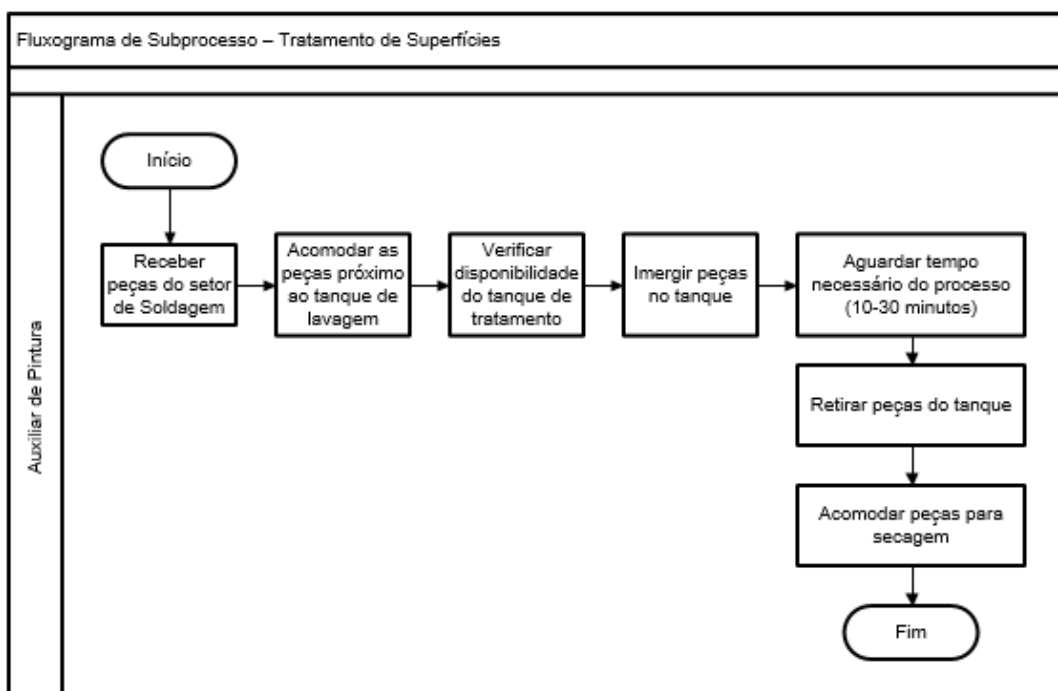 Fluxograma de Subprocesso – Tratamento de Superfícies
Auxiliar de Pintura
Início
Receber
peças do setor
de Soldagem
Acomodar as
peças próximo
ao tanque de
lavagem
Verificar
disponibilidade
do tanque de
tratamento
Imergir peças
no tanque
Aguardar tempo
necessário do processo
(10-30 minutos)
Retirar peças do tanque
Acomodar peças para
secagem
Fim